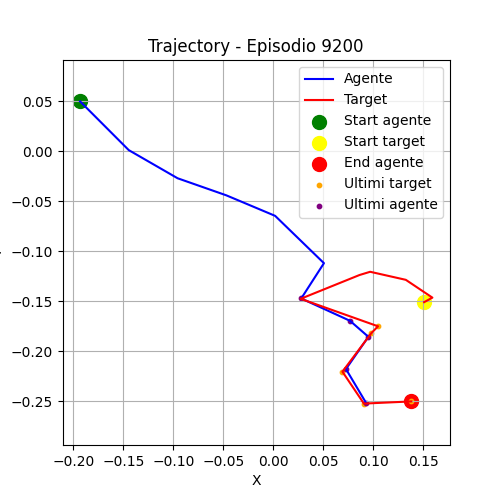 Trajectory - Episodio 9200
Agente
Target
Start agente
Start target
End agente
Ultimi target
Ultimi agente
0.05
0.00
−0.05
−0.10
−0.15
−0.20
−0.25
−0.20 −0.15 −0.10 −0.05 0.00 0.05 0.10 0.15
X